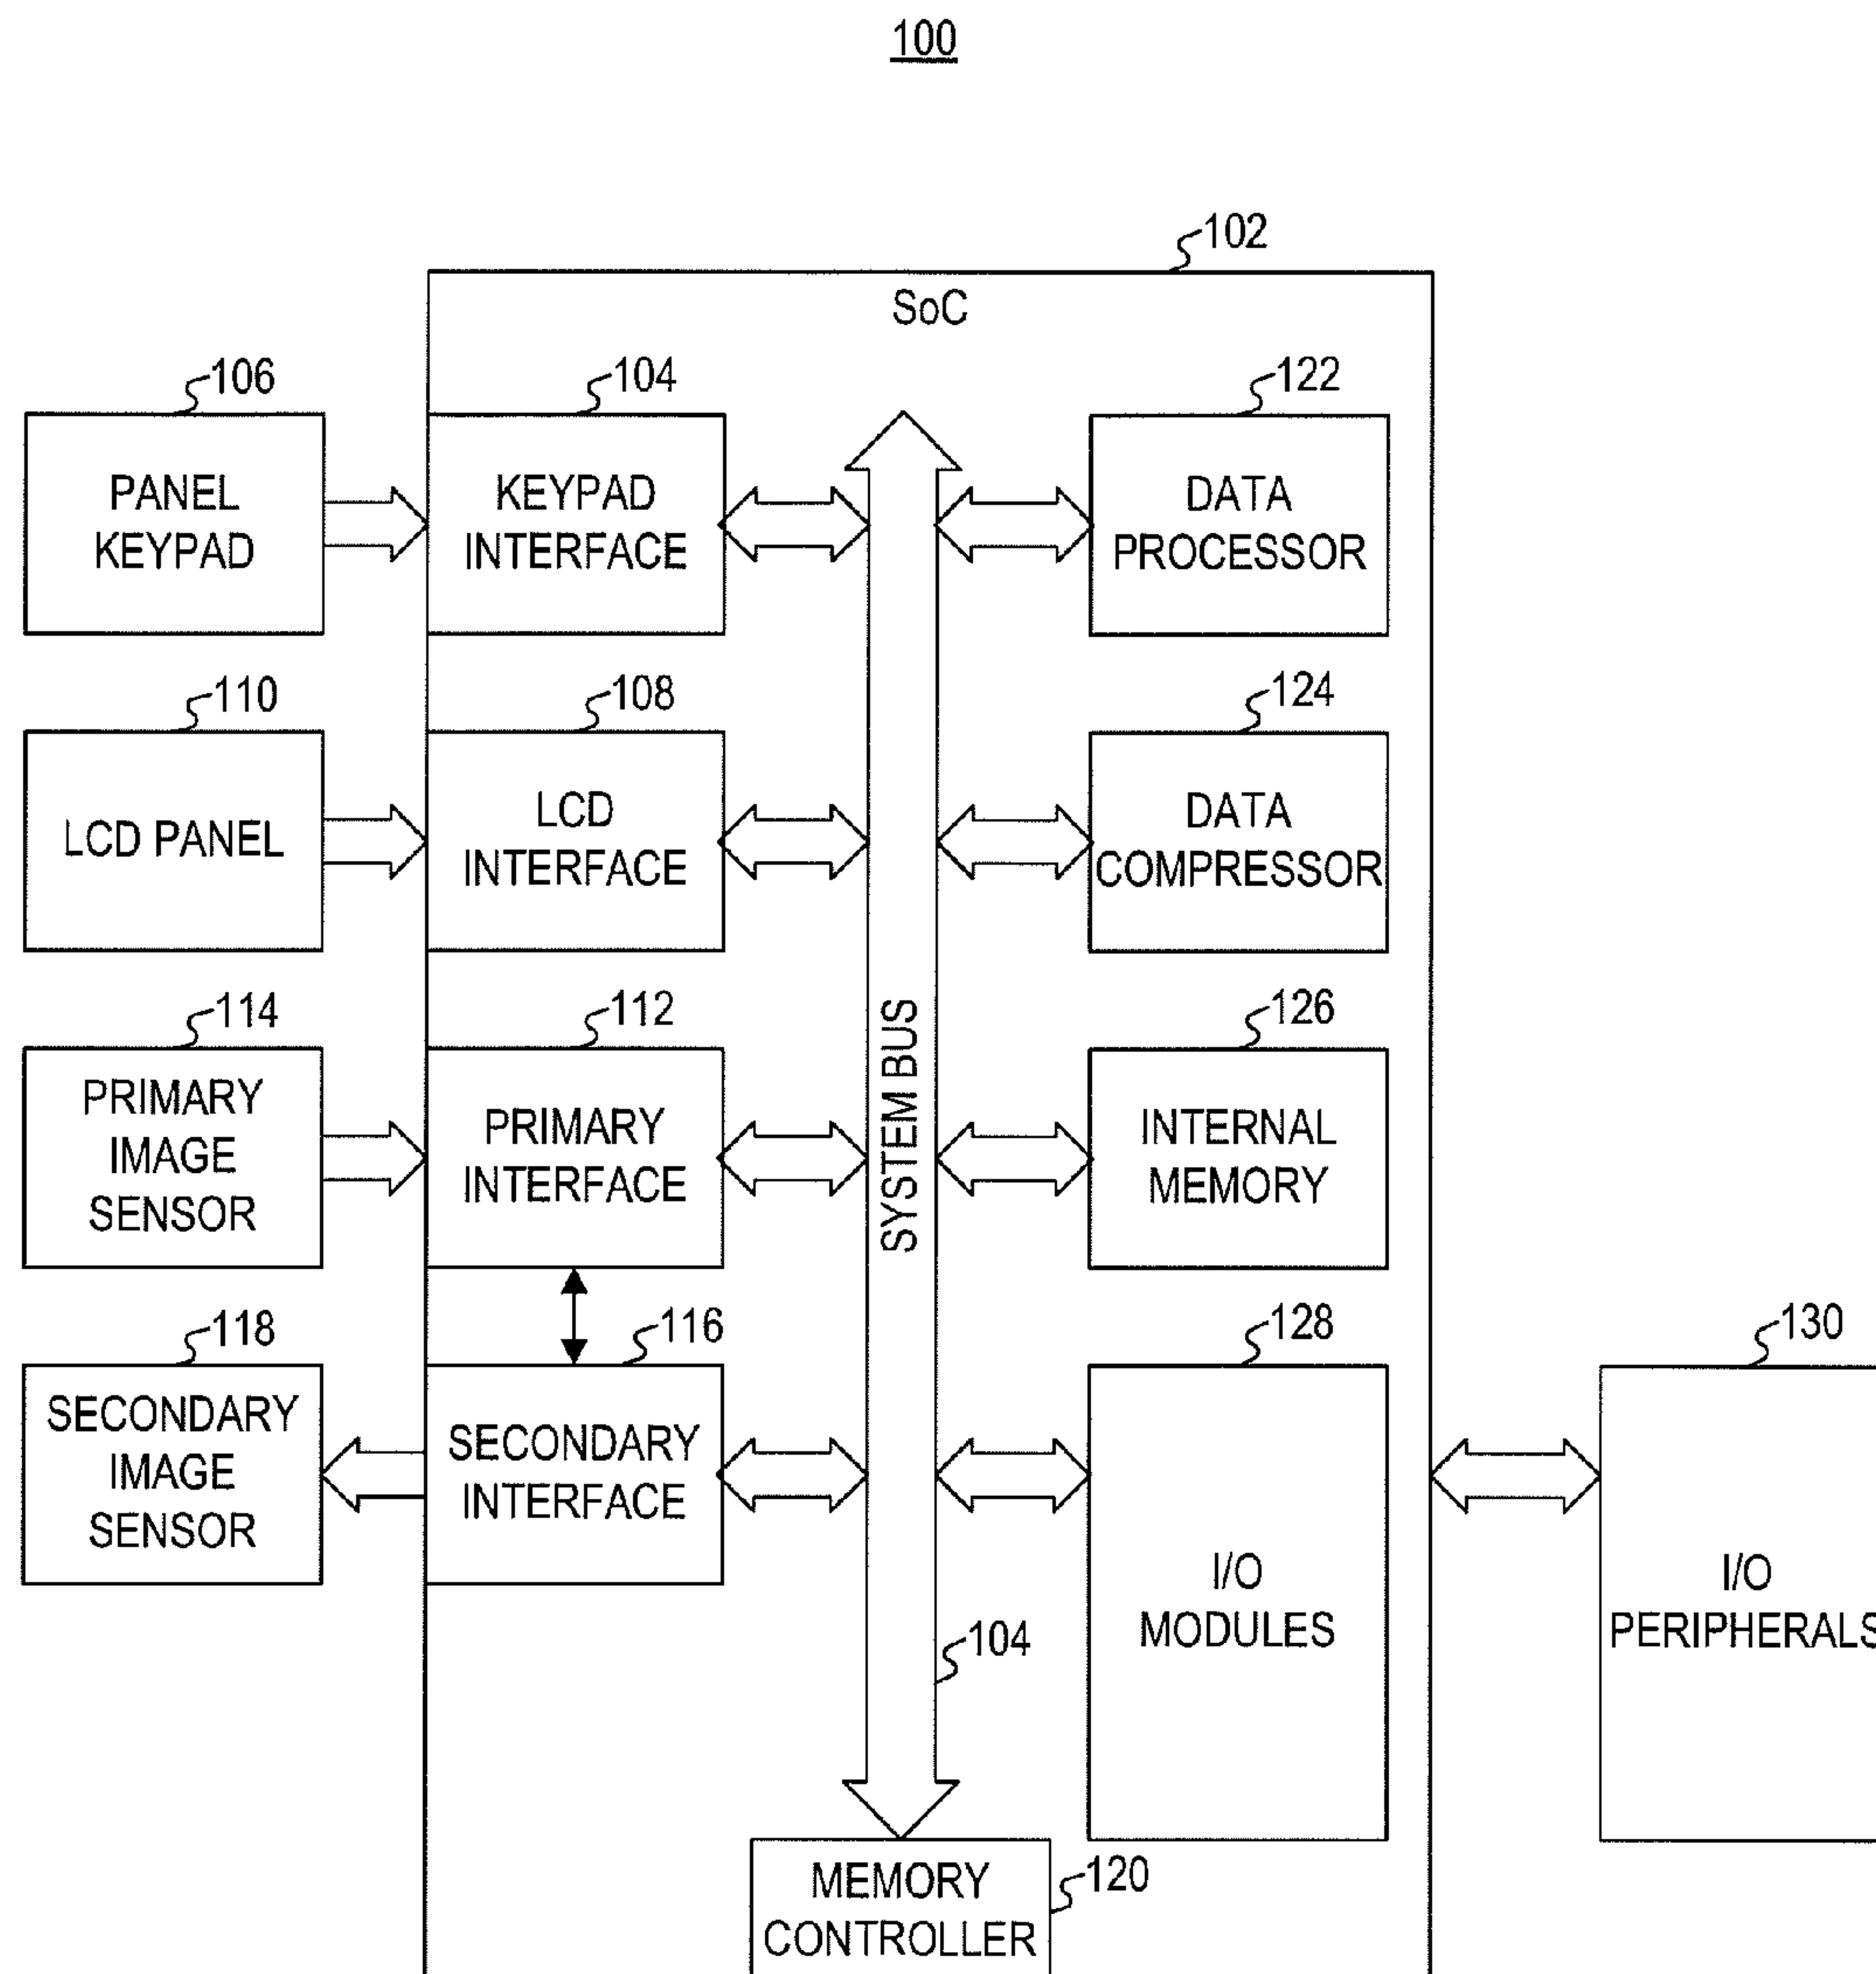 100
102
SoC
106
104
122
PANEL
KEYPAD
KEYPAD
INTERFACE
DATA
PROCESSOR
110
108
124
LCD PANEL
LCD
INTERFACE
DATA
COMPRESSOR
114
112
126
PRIMARY
IMAGE
SENSOR
PRIMARY
INTERFACE
SYSTEM BUS
INTERNAL
MEMORY
118
116
128
130
SECONDARY
IMAGE
SENSOR
SECONDARY
INTERFACE
I/O
MODULES
I/O
PERIPHERALS
104
MEMORY
CONTROLLER
120